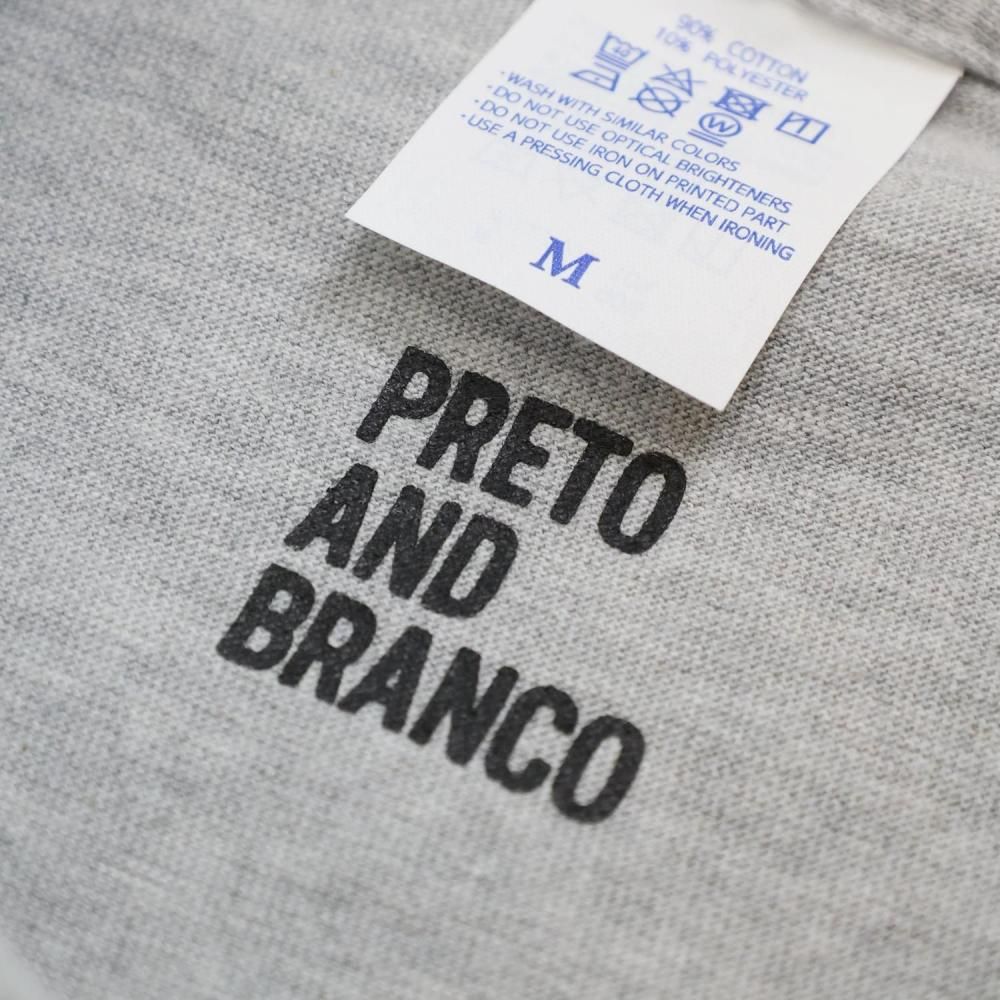 90% COTTON
10% POLYESTER
W
·WASH WITH SIMILAR COLORS
·DO NOT USE OPTICAL BRIGHTENERS
·DO NOT USE IRON ON PRINTED PART
·USE A PRESSING CLOTH WHEN IRONING
M
PRETO
AND
BRANCO